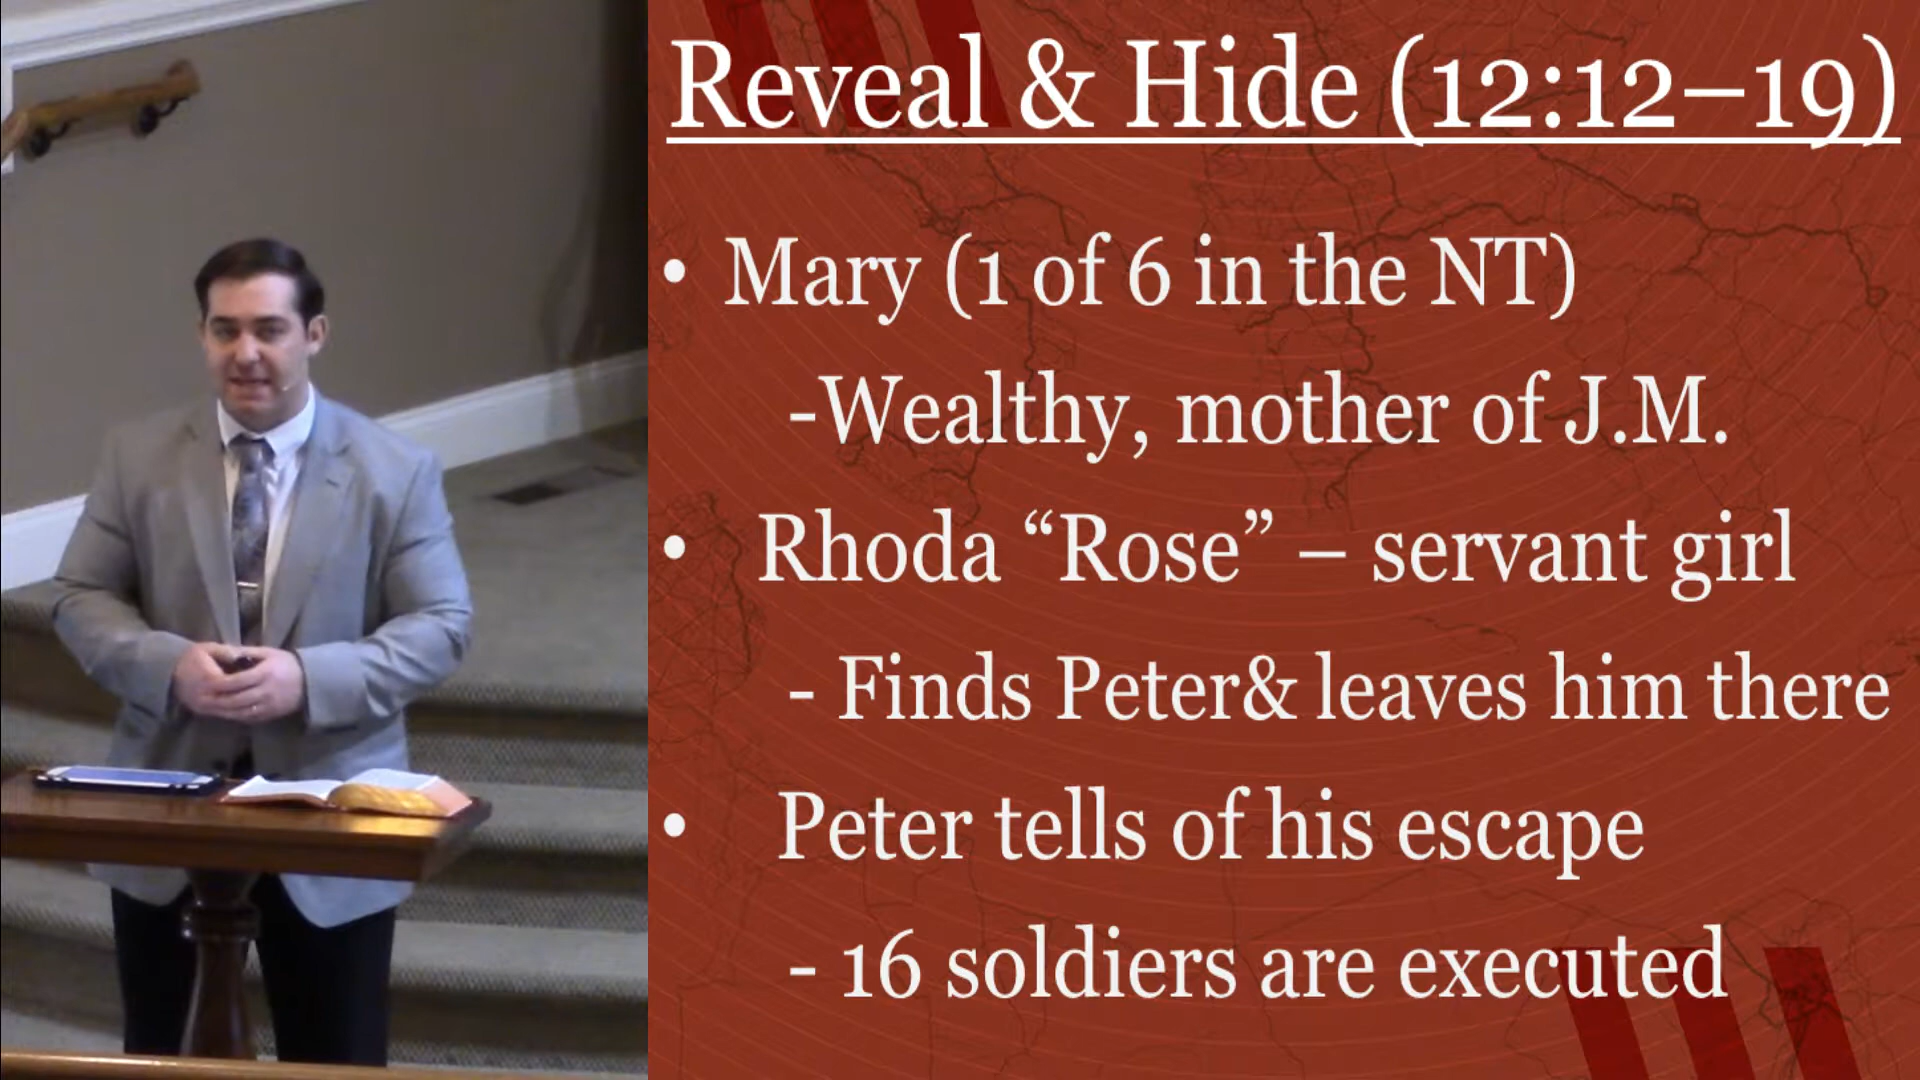 Reveal & Hide (12:12–19)
• Mary (1 of 6 in the NT)
-Wealthy, mother of J.M.
• Rhoda “Rose” – servant girl
- Finds Peter& leaves him there
• Peter tells of his escape
- 16 soldiers are executed